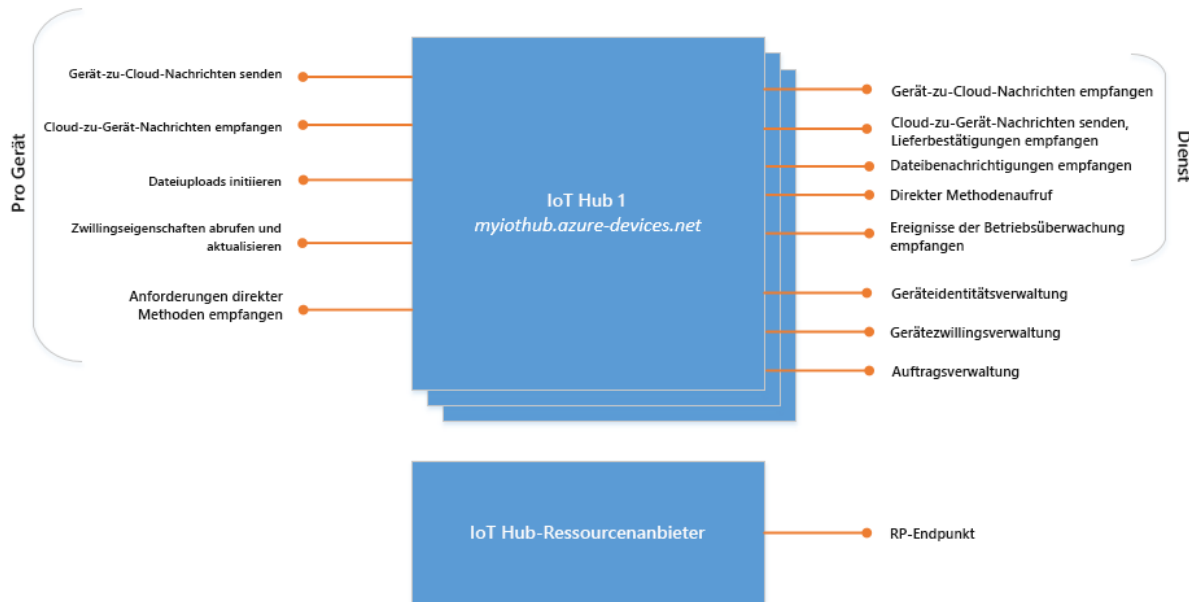 Pro Gerät
Gerät-zu-Cloud-Nachrichten senden
Cloud-zu-Gerät-Nachrichten empfangen
Dateiuploads initiieren
Zwillingseigenschaften abrufen und
aktualisieren
Anforderungen direkter
Methoden empfangen
IoT Hub 1
myiothub.azure-devices.net
Gerät-zu-Cloud-Nachrichten empfangen
Cloud-zu-Gerät-Nachrichten senden,
Lieferbestätigungen empfangen
Dateibenachrichtigungen empfangen
Direkter Methodenaufruf
Ereignisse der Betriebsüberwachung
empfangen
Dienst
Geräteidentitätsverwaltung
Gerätezwillingsverwaltung
Auftragsverwaltung
IoT Hub-Ressourcenanbieter
RP-Endpunkt